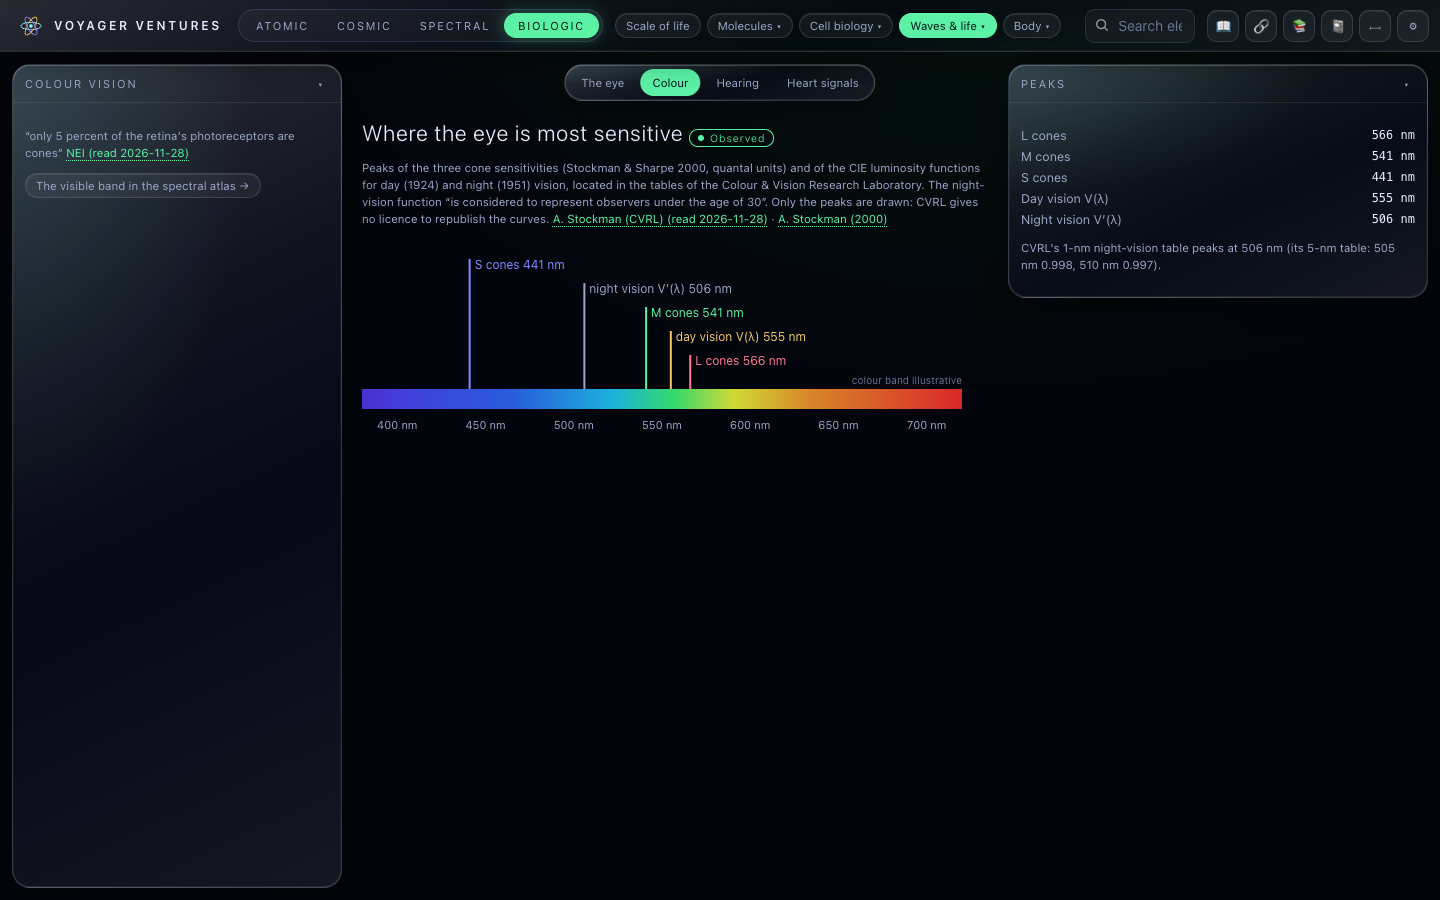 VOYAGER VENTURES
ATOMIC COSMIC SPECTRAL BIOLOGIC
Scale of life Molecules Cell biology Waves & life Body
Search ele
COLOUR VISION
“only 5 percent of the retina's photoreceptors are
cones” NEI (read 2026-11-28)
The visible band in the spectral atlas →
The eye Colour Hearing Heart signals
Where the eye is most sensitive Observed
Peaks of the three cone sensitivities (Stockman & Sharpe 2000, quantal units) and of the CIE luminosity functions
for day (1924) and night (1951) vision, located in the tables of the Colour & Vision Research Laboratory. The night-
vision function “is considered to represent observers under the age of 30”. Only the peaks are drawn: CVRL gives
no licence to republish the curves. A. Stockman (CVRL) (read 2026-11-28) · A. Stockman (2000)
S cones 441 nm
night vision V′(λ) 506 nm
M cones 541 nm
day vision V(λ) 555 nm
L cones 566 nm
colour band illustrative
400 nm 450 nm 500 nm 550 nm 600 nm 650 nm 700 nm
PEAKS
L cones 566 nm
M cones 541 nm
S cones 441 nm
Day vision V(λ) 555 nm
Night vision V′(λ) 506 nm
CVRL's 1-nm night-vision table peaks at 506 nm (its 5-nm table: 505
nm 0.998, 510 nm 0.997).